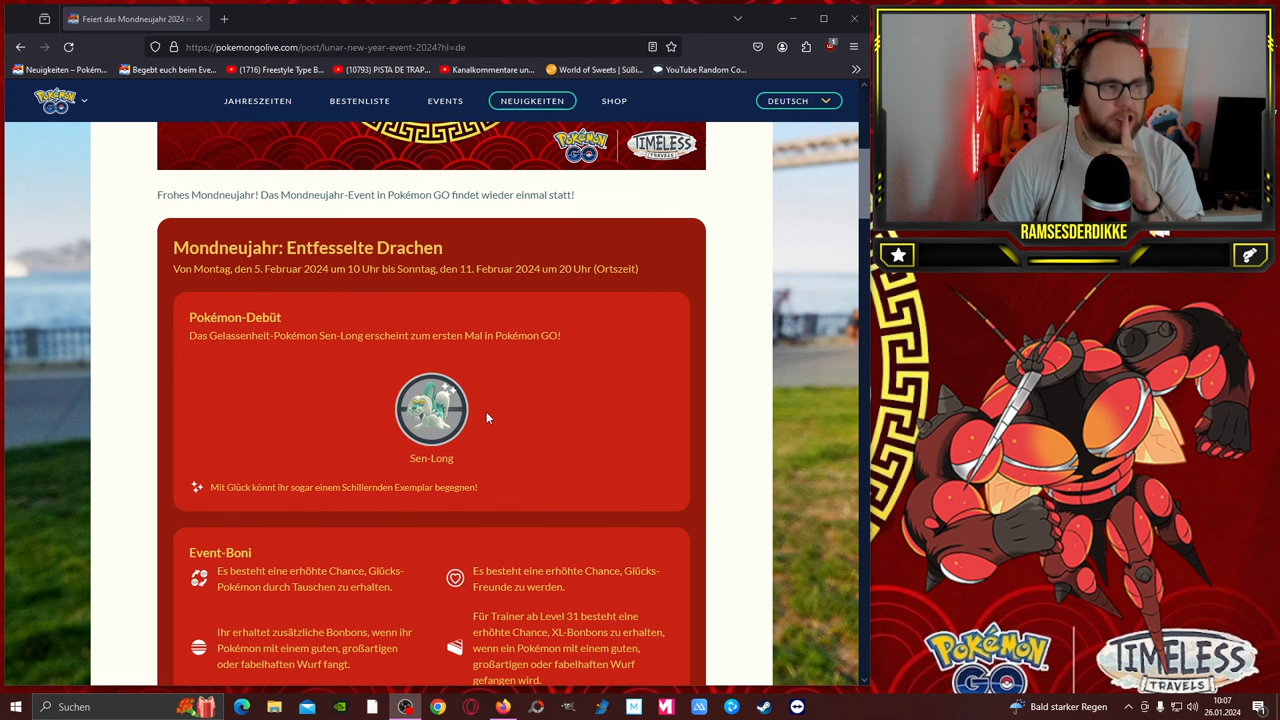 Feiert das Mondneujahr 2024 m
https://pokemongolive.com/post/lunar-new-year-event-2024?hl=de
1
Neuigkeiten – Pokém...
Begebt euch beim Eve...
(1716) Freestyle Type B...
(10793) PISTA DE TRAP...
Kanalkommentare un...
World of Sweets | Süßi...
YouTube Random Co...
POKÉMON GO
JAHRESZEITEN
BESTENLISTE
EVENTS
NEUIGKEITEN
SHOP
DEUTSCH
POKÉMON GO
TIMELESS TRAVELS
Frohes Mondneujahr! Das Mondneujahr-Event in Pokémon GO findet wieder einmal statt!
Mondneujahr: Entfesselte Drachen
Von Montag, den 5. Februar 2024 um 10 Uhr bis Sonntag, den 11. Februar 2024 um 20 Uhr (Ortszeit)
Pokémon-Debüt
Das Gelassenheit-Pokémon Sen-Long erscheint zum ersten Mal in Pokémon GO!
Sen-Long
Mit Glück könnt ihr sogar einem Schillernden Exemplar begegnen!
Event-Boni
Es besteht eine erhöhte Chance, Glücks-
Pokémon durch Tauschen zu erhalten.
Es besteht eine erhöhte Chance, Glücks-
Freunde zu werden.
Ihr erhaltet zusätzliche Bonbons, wenn ihr
Pokémon mit einem guten, großartigen
oder fabelhaften Wurf fangt.
Für Trainer ab Level 31 besteht eine
erhöhte Chance, XL-Bonbons zu erhalten,
wenn ein Pokémon mit einem guten,
großartigen oder fabelhaften Wurf
gefangen wird.
RAMSESDERDIKKE
POKÉMON GO
TIMELESS
TRAVELS
Suchen
Bald starker Regen
10:07
26.01.2024